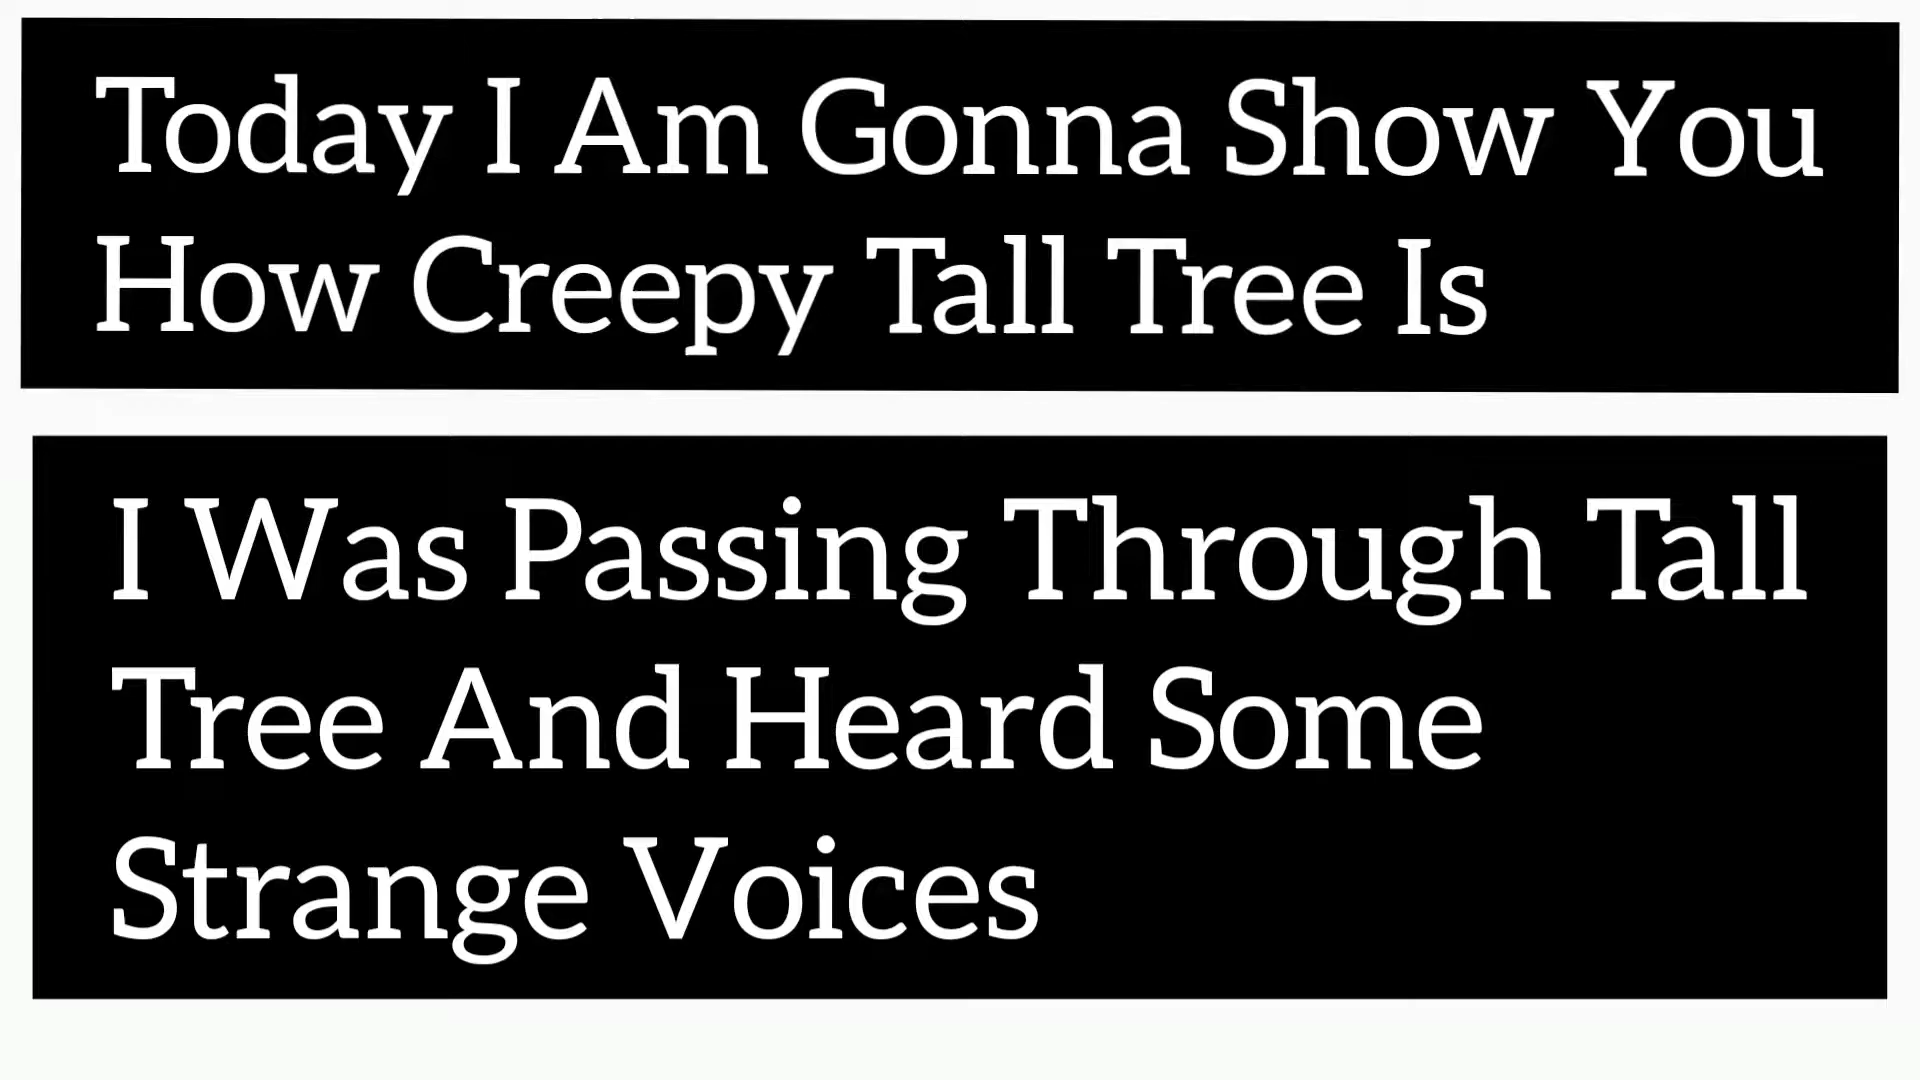 Today I Am Gonna Show You
How Creepy Tall Tree Is
I Was Passing Through Tall
Tree And Heard Some
Strange Voices